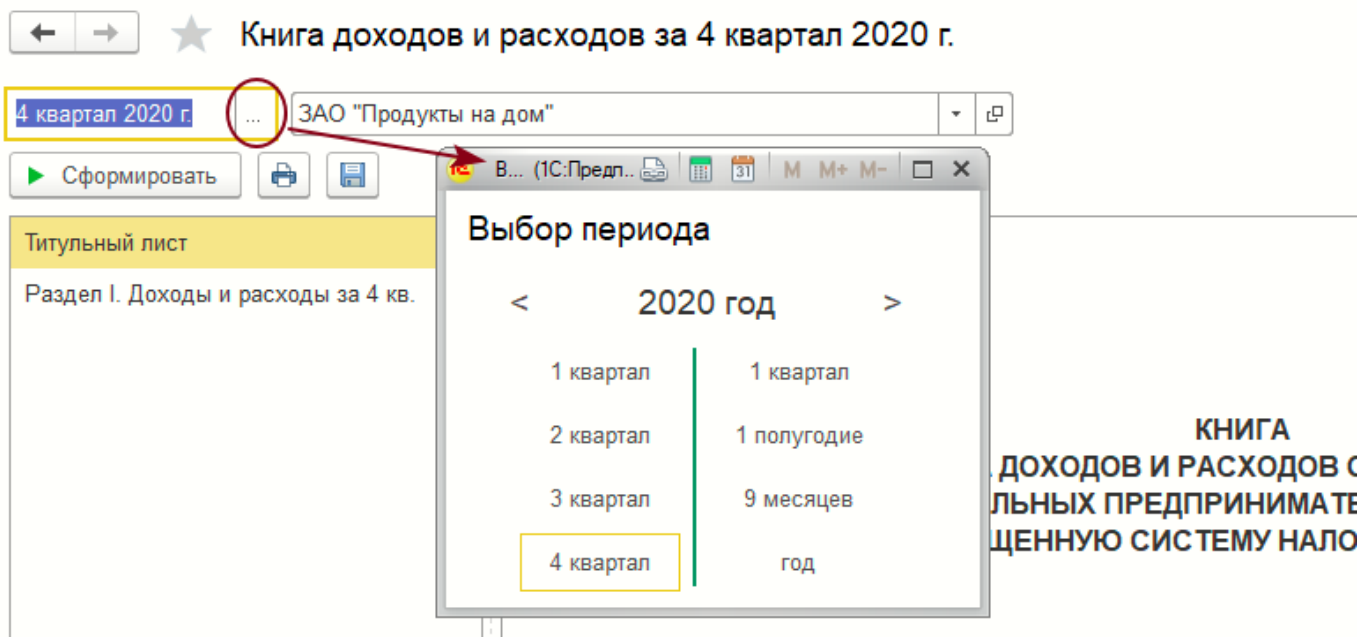 Книга доходов и расходов за 4 квартал 2020 г.
4 квартал 2020 г. ... ЗАО "Продукты на дом"
Сформировать
В... (1С:Предп.. 31 M M+ M-
Титульный лист
Раздел I. Доходы и расходы за 4 кв.
Выбор периода
< 2020 год >
1 квартал 1 квартал
2 квартал 1 полугодие
3 квартал 9 месяцев
4 квартал год
КНИГА
ДОХОДОВ И РАСХОДОВ
ЛЬНЫХ ПРЕДПРИНИМАТЕ
ЩЕННУЮ СИСТЕМУ НАЛО